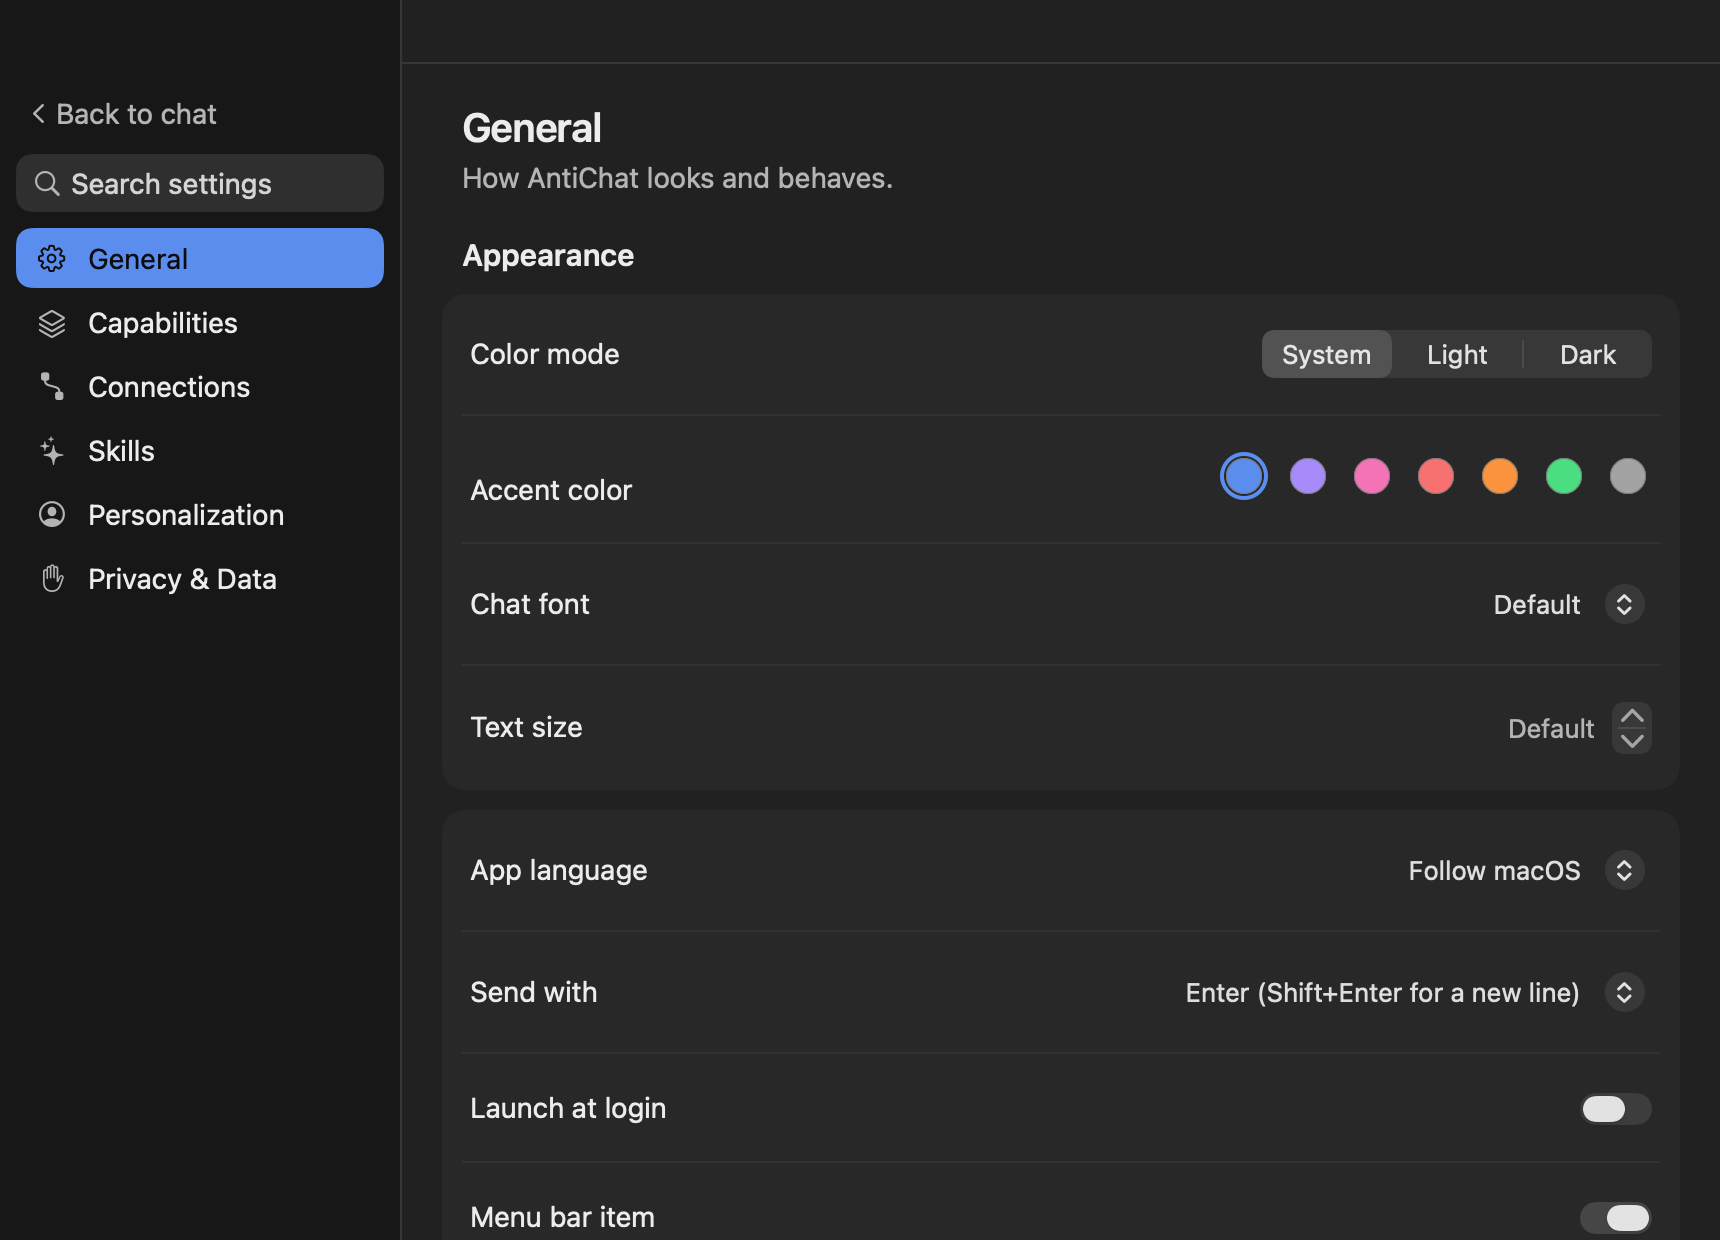 Back to chat
Search settings
General
Capabilities
Connections
Skills
Personalization
Privacy & Data
General
How AntiChat looks and behaves.
Appearance
Color mode
System Light Dark
Accent color
Chat font
Default
Text size
Default
App language
Follow macOS
Send with
Enter (Shift+Enter for a new line)
Launch at login
Menu bar item